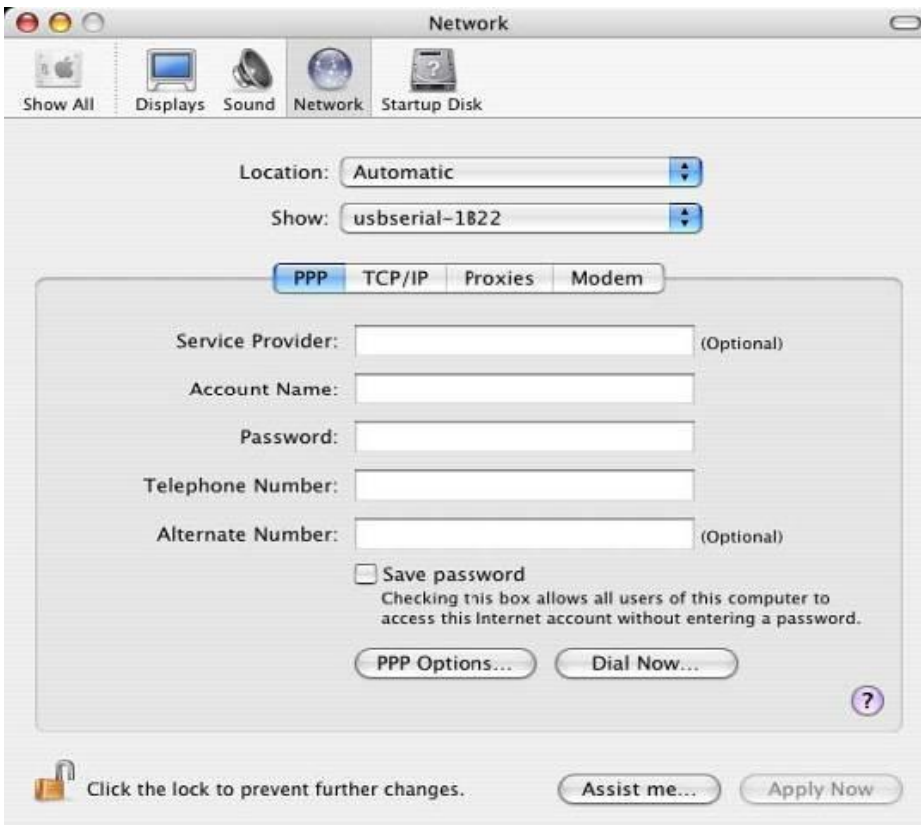 Network
Show All
Displays
Sound
Network
Startup Disk
Location: Automatic
Show: usbserial-1B22
PPP
TCP/IP
Proxies
Modem
Service Provider: (Optional)
Account Name:
Password:
Telephone Number:
Alternate Number: (Optional)
Save password
Checking this box allows all users of this computer to
access this Internet account without entering a password.
PPP Options...
Dial Now...
?
Click the lock to prevent further changes.
Assist me...
Apply Now